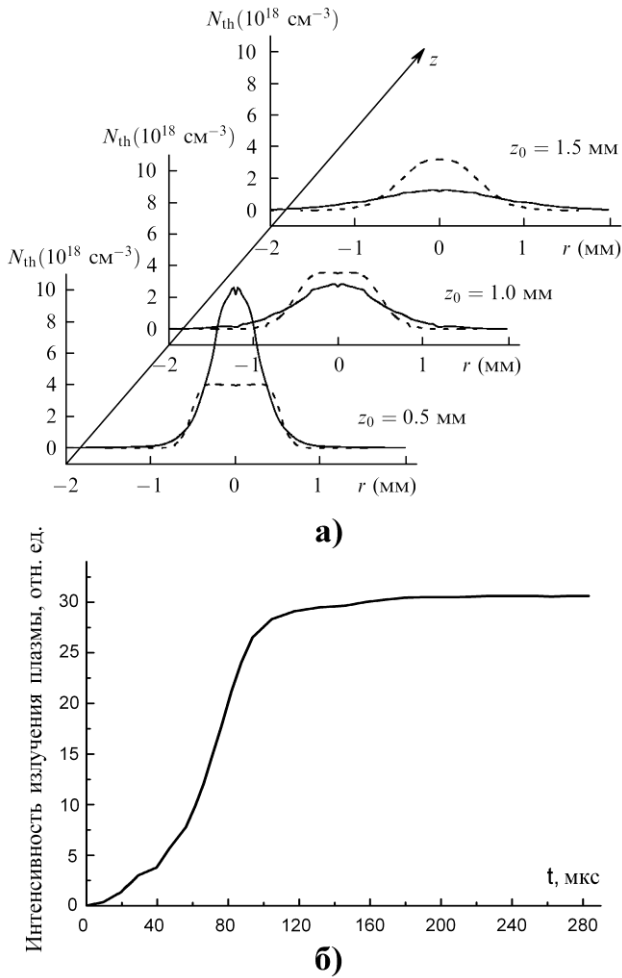 N_th (10^18 см^−3)
10
8
6
4
2
0
z
z_0 = 1.5 мм
−2
−1
0
1
r (мм)
N_th (10^18 см^−3)
10
8
6
4
2
0
z_0 = 1.0 мм
−2
−1
0
1
r (мм)
N_th (10^18 см^−3)
10
8
6
4
2
0
z_0 = 0.5 мм
−2
−1
0
1
r (мм)
а)
Интенсивность излучения плазмы, отн. ед.
30
25
20
15
10
5
0
t, мкс
0 40 80 120 160 200 240 280
б)